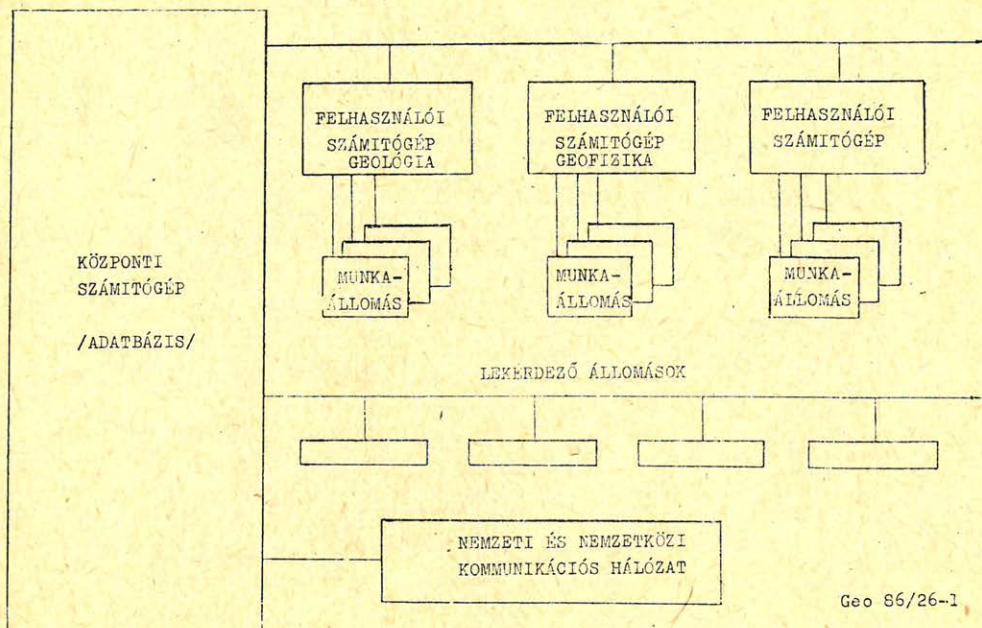 KÖZPONTI
SZÁMITÓGÉP
/ADATBÁZIS/
FELHASZNÁLÓI
SZÁMITÓGÉP
GEOLÓGIA
FELHASZNÁLÓI
SZÁMITÓGÉP
GEOFIZIKA
FELHASZNÁLÓI
SZÁMITÓGÉP
MUNKA-
ÁLLOMÁS
MUNKA-
ÁLLOMÁS
MUNKA-
ÁLLOMÁS
LEKÉRDEZŐ ÁLLOMÁSOK
NEMZETI ÉS NEMZETKÖZI
KOMMUNIKÁCIÓS HÁLÓZAT
Geo 86/26-1